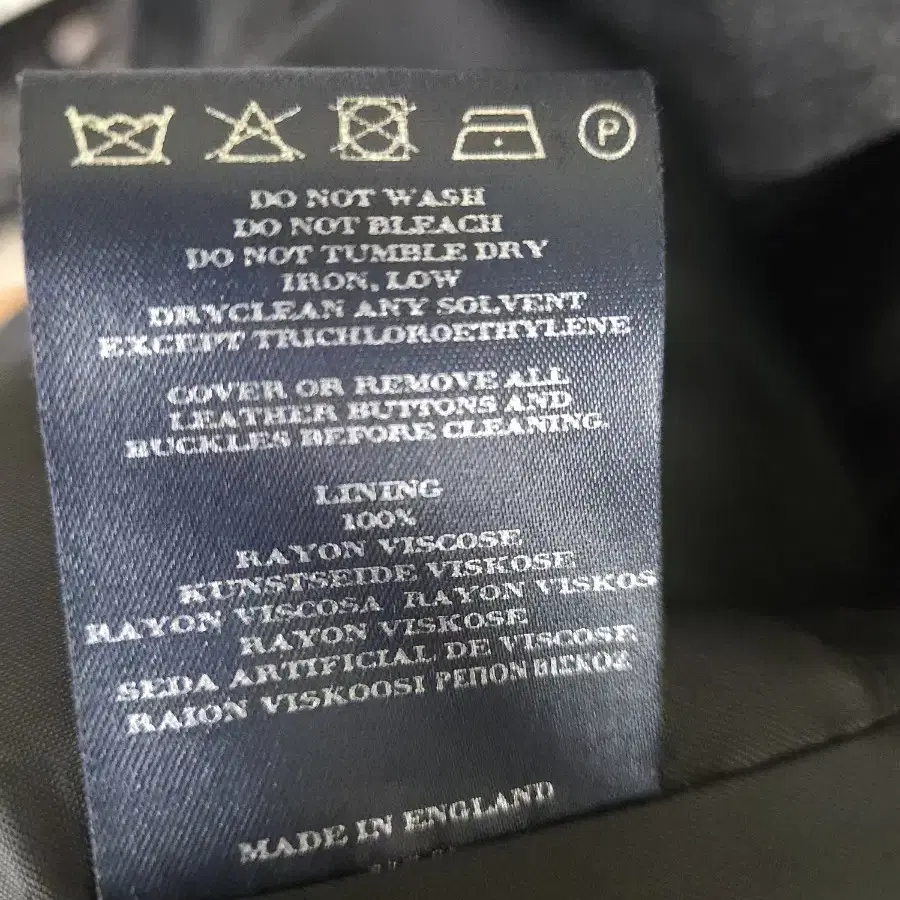 P
DO NOT WASH
DO NOT BLEACH
DO NOT TUMBLE DRY
IRON, LOW
DRYCLEAN ANY SOLVENT
EXCEPT TRICHLOROETHYLENE
COVER OR REMOVE ALL
LEATHER BUTTONS AND
BUCKLES BEFORE CLEANING.
LINING
100%
RAYON VISCOSE
KUNSTSEIDE VISKOSE
RAYON VISCOSA RAYON VISKOS
RAYON VISKOSE
SEDA ARTIFICIAL DE VISCOSE
RAION VISKOOSI ΡΕΠΟΝ ΒΙΣΚΟΖ
MADE IN ENGLAND